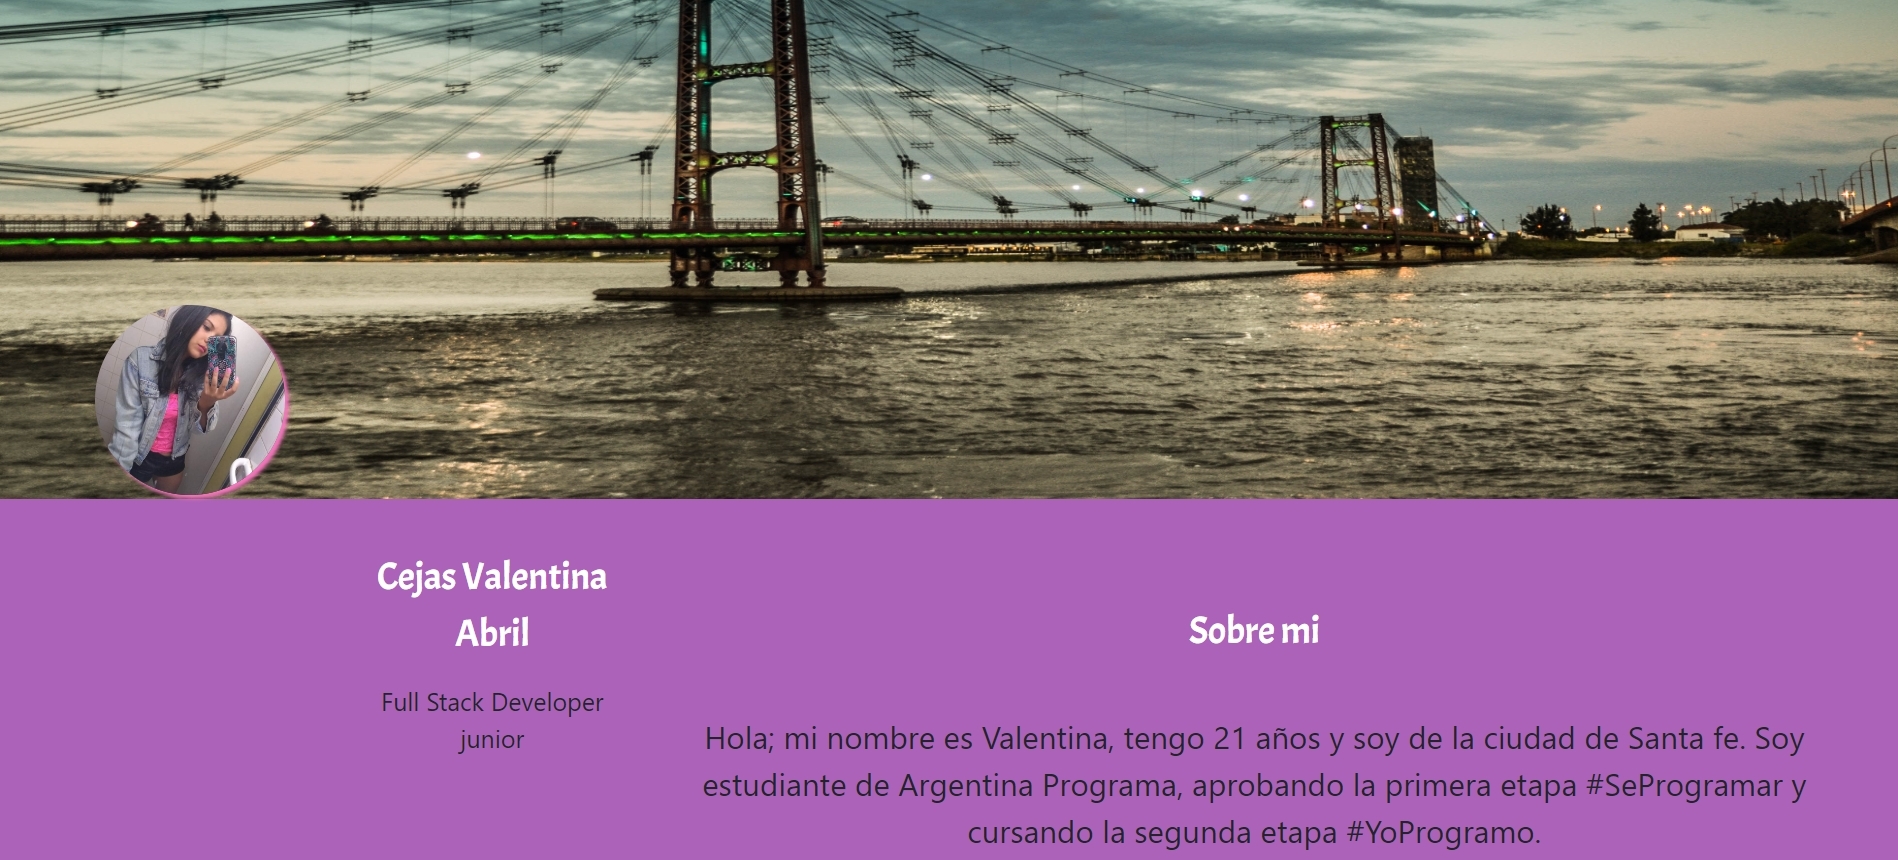 Cejas Valentina
Abril
Full Stack Developer
junior
Sobre mi
Hola; mi nombre es Valentina, tengo 21 años y soy de la ciudad de Santa fe. Soy
estudiante de Argentina Programa, aprobando la primera etapa #SeProgramar y
cursando la segunda etapa #YoProgramo.